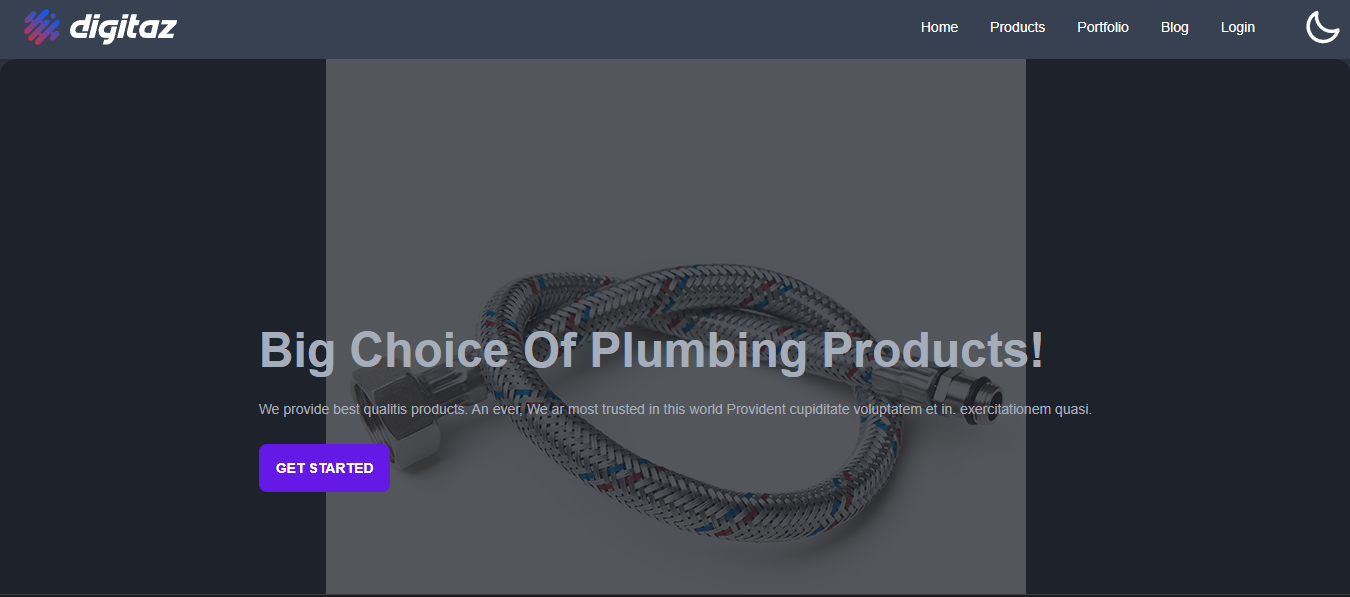 digitaz
Home Products Portfolio Blog Login
Big Choice Of Plumbing Products!
We provide best qualitis products. An ever, We ar most trusted in this world Provident cupiditate voluptatem et in. exercitationem quasi.
GET STARTED